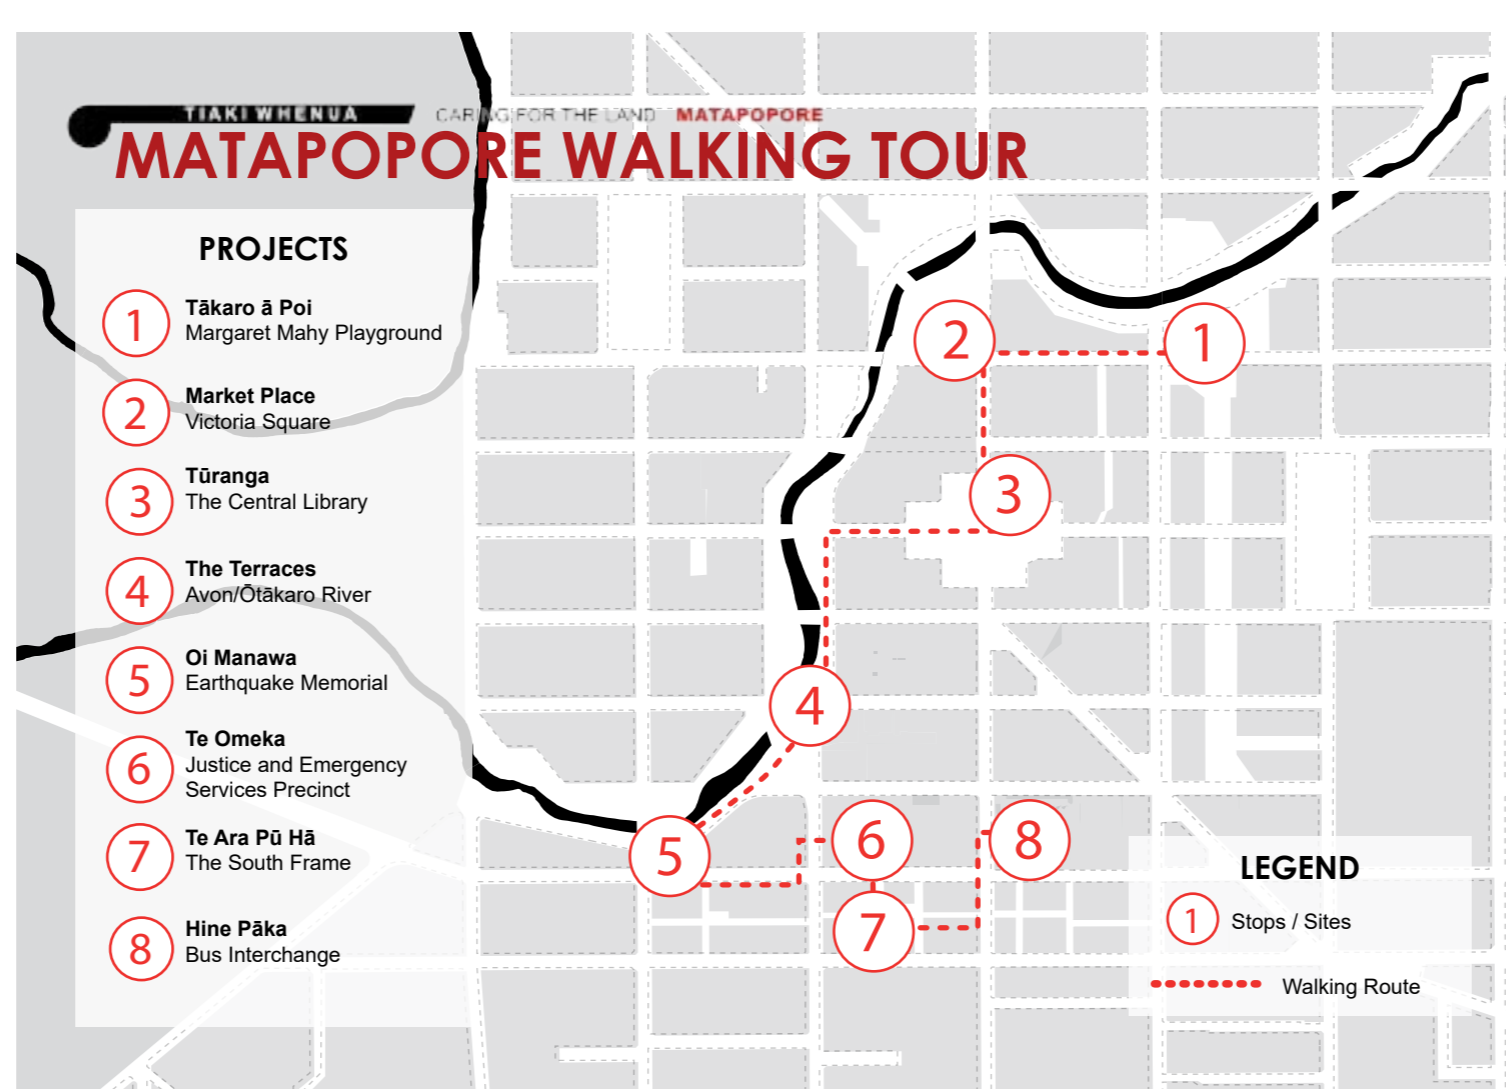 TIAKI WHENUA CARING FOR THE LAND MATAPOPORE
MATAPOPORE WALKING TOUR
PROJECTS
1 Tākaro ā Poi
Margaret Mahy Playground
2 Market Place
Victoria Square
3 Tūranga
The Central Library
4 The Terraces
Avon/Ōtākaro River
5 Oi Manawa
Earthquake Memorial
6 Te Omeka
Justice and Emergency
Services Precinct
7 Te Ara Pū Hā
The South Frame
8 Hine Pāka
Bus Interchange
2
1
3
4
5
6
8
7
LEGEND
1 Stops / Sites
Walking Route